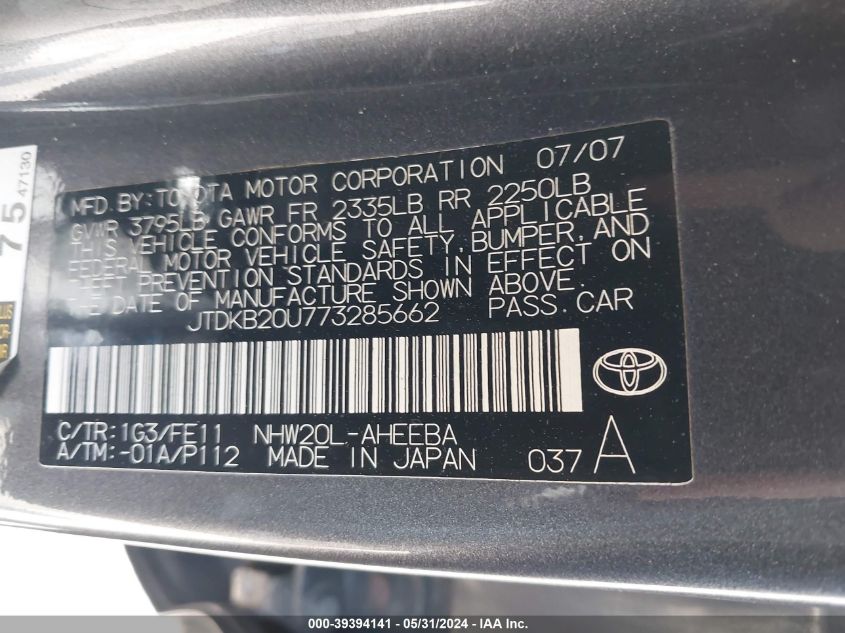 MFD. BY: TOYOTA MOTOR CORPORATION 07/07
GVWR 3795LB GAWR FR 2335LB RR 2250LB
THIS VEHICLE CONFORMS TO ALL APPLICABLE
FEDERAL MOTOR VEHICLE SAFETY, BUMPER, AND
THEFT PREVENTION STANDARDS IN EFFECT ON
THE DATE OF MANUFACTURE SHOWN ABOVE.
JTDKB20U773285662 PASS. CAR
C/TR: 1G3/FE11 NHW20L-AHEEBA
A/TM: -01A/P112 MADE IN JAPAN 037 A
75 47130
000-39394141 - 05/31/2024 - IAA Inc.